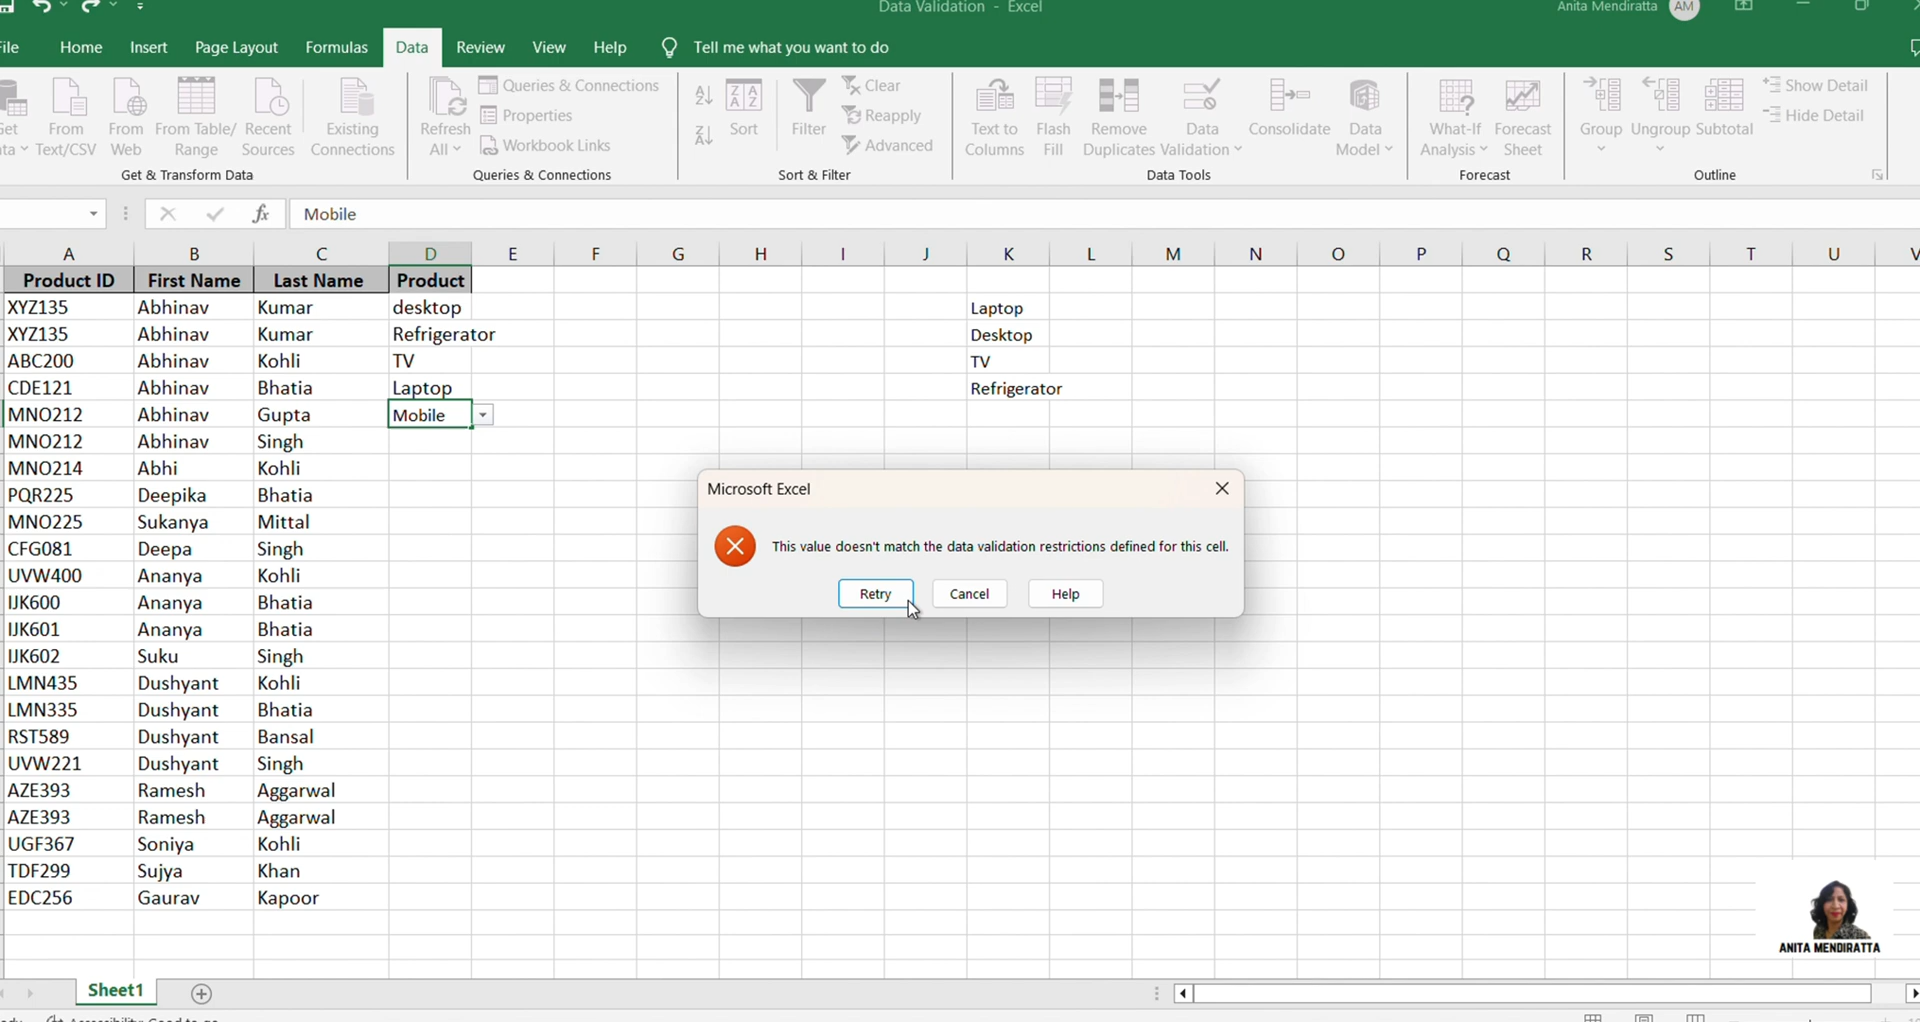 Data Validation - Excel
Anita Mendiratta AM
Home Insert Page Layout Formulas Data Review View Help Tell me what you want to do
From Text/CSV
From Web
From Table/ Range
Recent Sources
Existing Connections
Get & Transform Data
Refresh All
Queries & Connections
Properties
Workbook Links
Queries & Connections
Sort
Filter
Clear
Reapply
Advanced
Sort & Filter
Text to Columns
Flash Fill
Remove Duplicates
Data Validation
Consolidate
Data Model
Data Tools
What-If Analysis
Forecast Sheet
Forecast
Group
Ungroup
Subtotal
Show Detail
Hide Detail
Outline
fx Mobile
A B C D E F G H I J K L M N O P Q R S T U V
Product ID First Name Last Name Product
XYZ135 Abhinav Kumar desktop Laptop
XYZ135 Abhinav Kumar Refrigerator Desktop
ABC200 Abhinav Kohli TV TV
CDE121 Abhinav Bhatia Laptop Refrigerator
MNO212 Abhinav Gupta Mobile
MNO212 Abhinav Singh
MNO214 Abhi Kohli
PQR225 Deepika Bhatia
MNO225 Sukanya Mittal
CFG081 Deepa Singh
UVW400 Ananya Kohli
IJK600 Ananya Bhatia
IJK601 Ananya Bhatia
IJK602 Suku Singh
LMN435 Dushyant Kohli
LMN335 Dushyant Bhatia
RST589 Dushyant Bansal
UVW221 Dushyant Singh
AZE393 Ramesh Aggarwal
AZE393 Ramesh Aggarwal
UGF367 Soniya Kohli
TDF299 Sujya Khan
EDC256 Gaurav Kapoor
Microsoft Excel
This value doesn't match the data validation restrictions defined for this cell.
Retry Cancel Help
ANITA MENDIRATTA
Sheet1